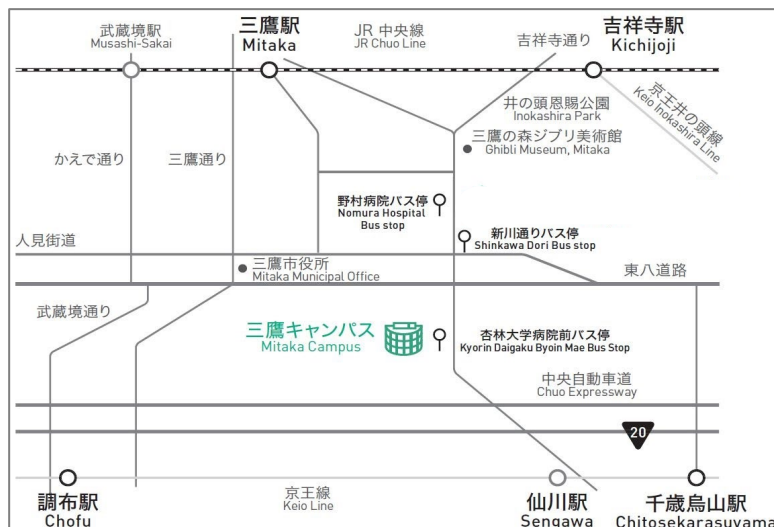 武蔵境駅
Musashi-Sakai
三鷹駅
Mitaka
JR 中央線
JR Chuo Line
吉祥寺通り
吉祥寺駅
Kichijoji
京王井の頭線
Keio Inokashira Line
井の頭恩賜公園
Inokashira Park
三鷹の森ジブリ美術館
Ghibli Museum, Mitaka
かえで通り
三鷹通り
野村病院バス停
Nomura Hospital
Bus stop
新川通りバス停
Shinkawa Dori Bus stop
人見街道
三鷹市役所
Mitaka Municipal Office
東八道路
武蔵境通り
三鷹キャンパス
Mitaka Campus
杏林大学病院前バス停
Kyorin Daigaku Byoin Mae Bus Stop
中央自動車道
Chuo Expressway
20
調布駅
Chofu
京王線
Keio Line
仙川駅
Sengawa
千歳烏山駅
Chitosekarasuyama